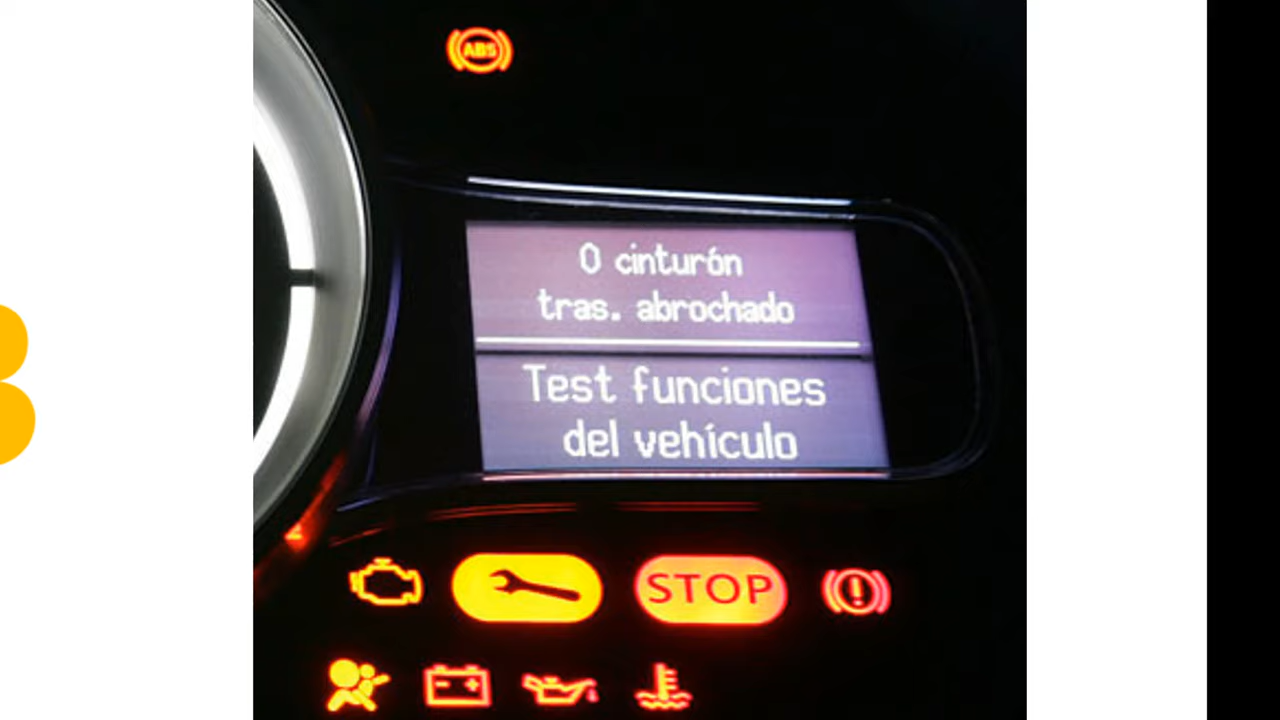 ABS
0 cinturón
tras. abrochado
Test funciones
del vehículo
STOP